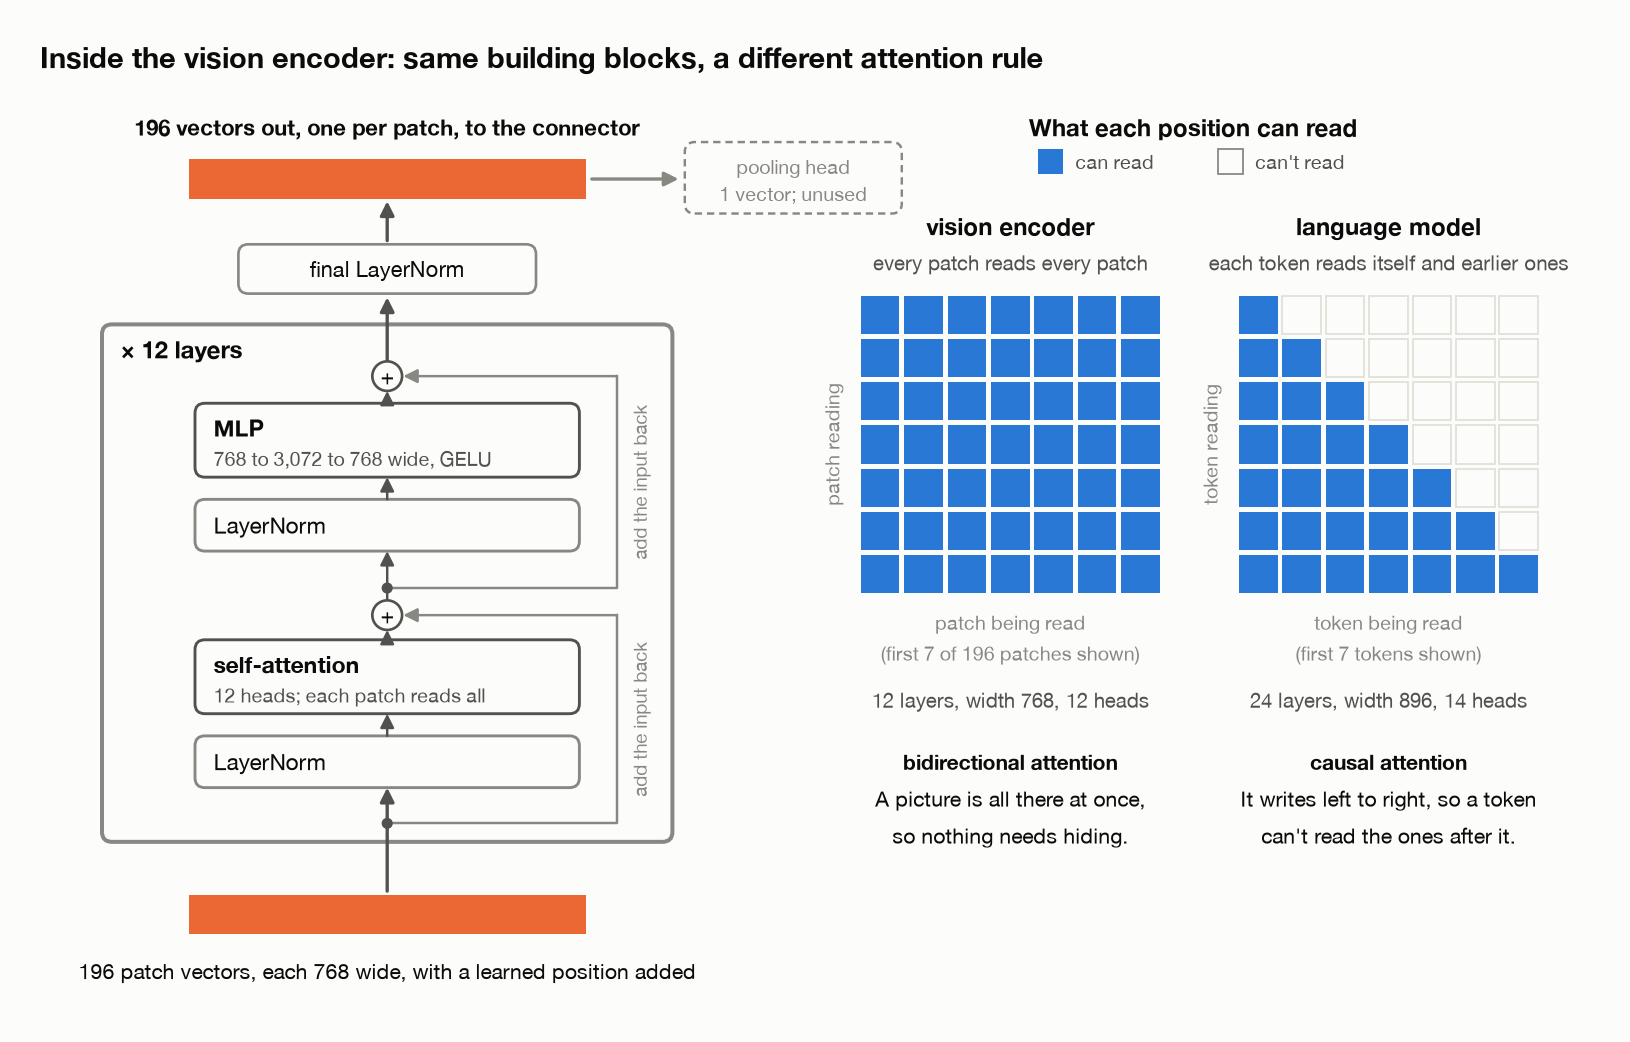 Inside the vision encoder: same building blocks, a different attention rule
196 vectors out, one per patch, to the connector
pooling head
1 vector; unused
final LayerNorm
× 12 layers
+
MLP
768 to 3,072 to 768 wide, GELU
LayerNorm
add the input back
+
self-attention
12 heads; each patch reads all
LayerNorm
add the input back
196 patch vectors, each 768 wide, with a learned position added
What each position can read
can read
can't read
vision encoder
every patch reads every patch
patch reading
patch being read
(first 7 of 196 patches shown)
12 layers, width 768, 12 heads
bidirectional attention
A picture is all there at once,
so nothing needs hiding.
language model
each token reads itself and earlier ones
token reading
token being read
(first 7 tokens shown)
24 layers, width 896, 14 heads
causal attention
It writes left to right, so a token
can't read the ones after it.